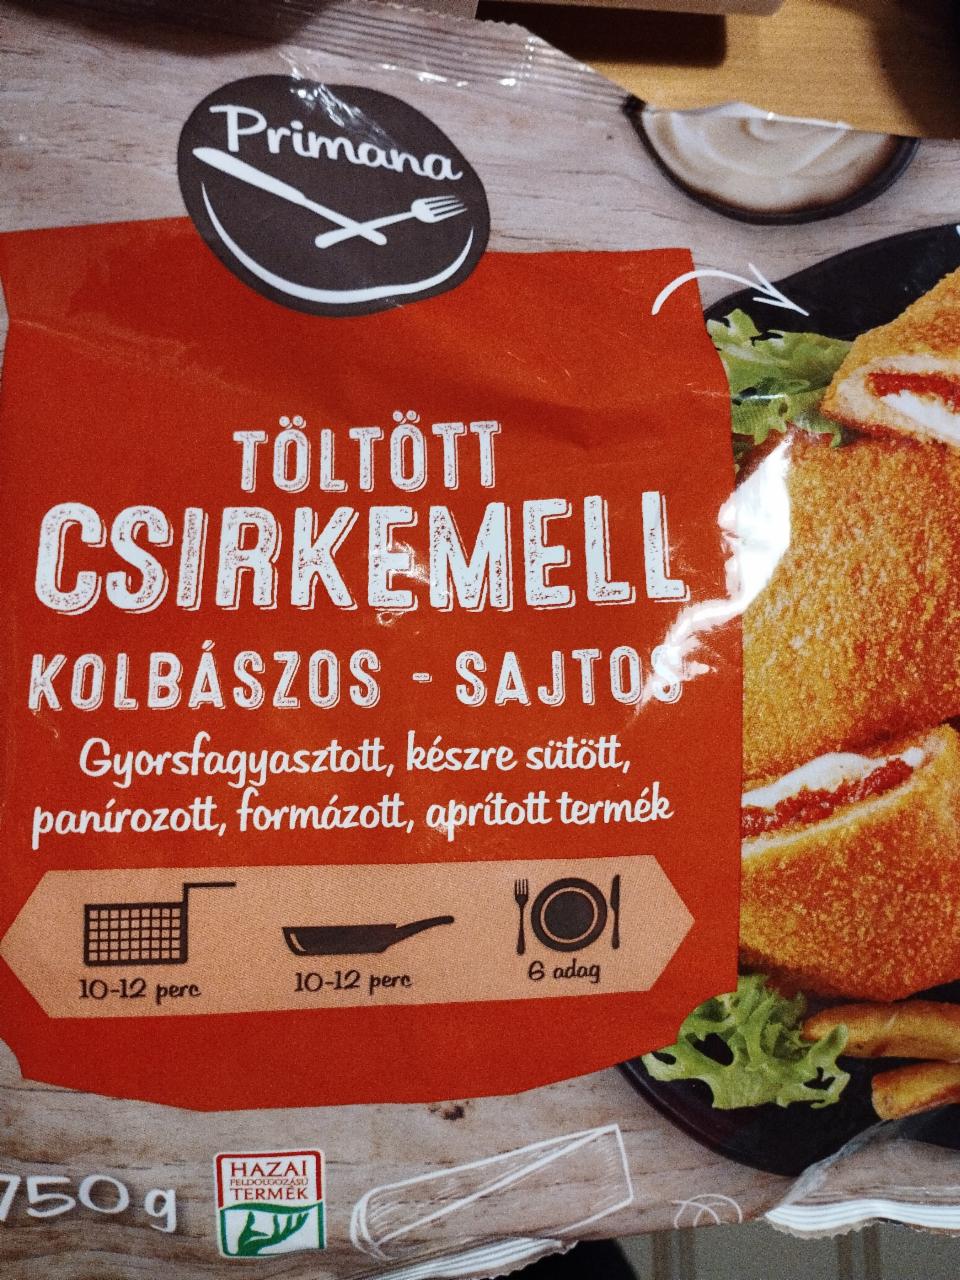 Primana
TÖLTÖTT
CSIRKEMELL
KOLBÁSZOS - SAJTOS
Gyorsfagyasztott, készre sütött,
panírozott, formázott, aprított termék
10-12 perc
10-12 perc
6 adag
750 g
HAZAI
FELDOLGOZÁSÚ
TERMÉK